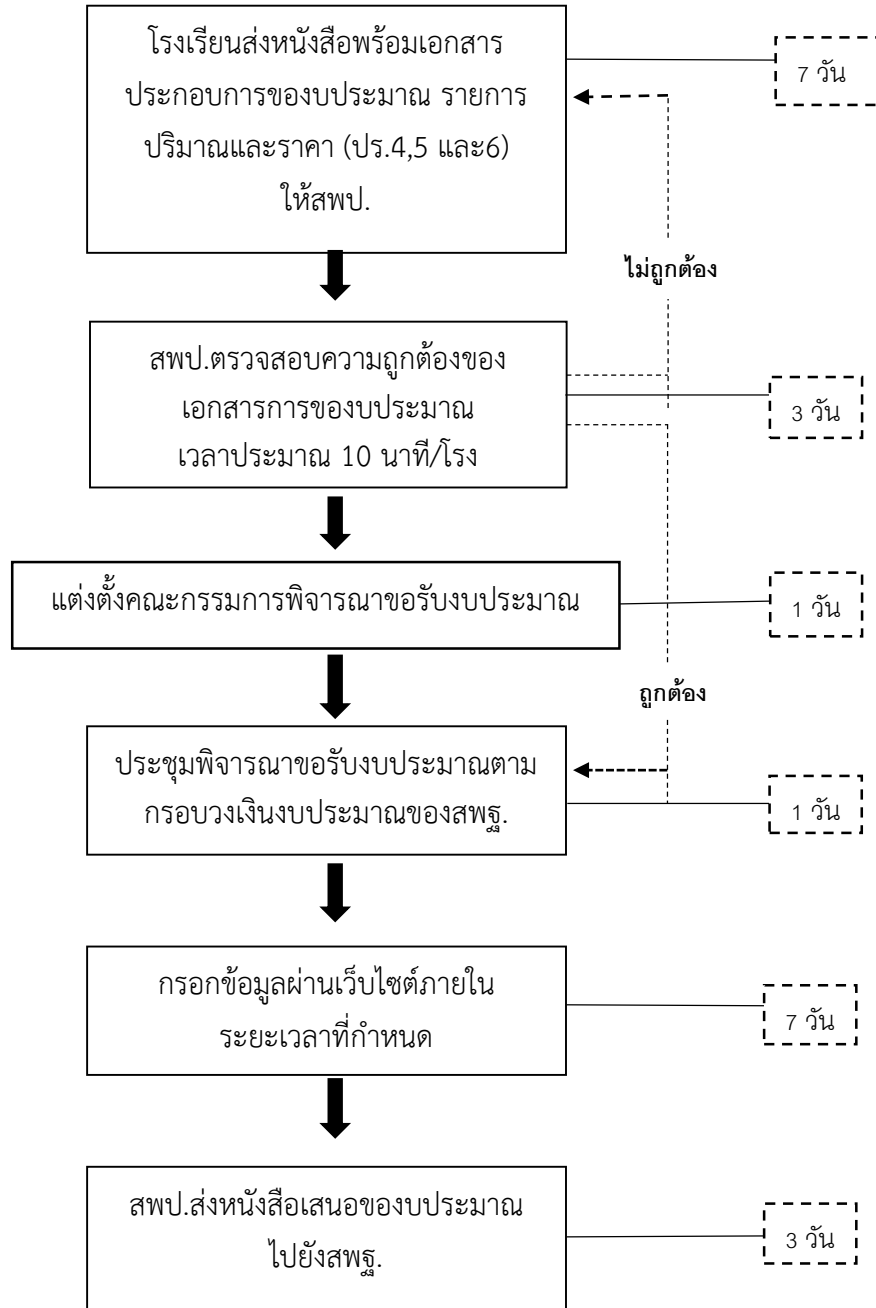 โรงเรียนส่งหนังสือพร้อมเอกสาร
ประกอบการของบประมาณ รายการ
ปริมาณและราคา (ปร.4,5 และ6)
ให้สพป.
7 วัน
ไม่ถูกต้อง
สพป.ตรวจสอบความถูกต้องของ
เอกสารการของบประมาณ
เวลาประมาณ 10 นาที/โรง
3 วัน
แต่งตั้งคณะกรรมการพิจารณาขอรับงบประมาณ
1 วัน
ถูกต้อง
ประชุมพิจารณาขอรับงบประมาณตาม
กรอบวงเงินงบประมาณของสพฐ.
1 วัน
กรอกข้อมูลผ่านเว็บไซต์ภายใน
ระยะเวลาที่กำหนด
7 วัน
สพป.ส่งหนังสือเสนอของบประมาณ
ไปยังสพฐ.
3 วัน